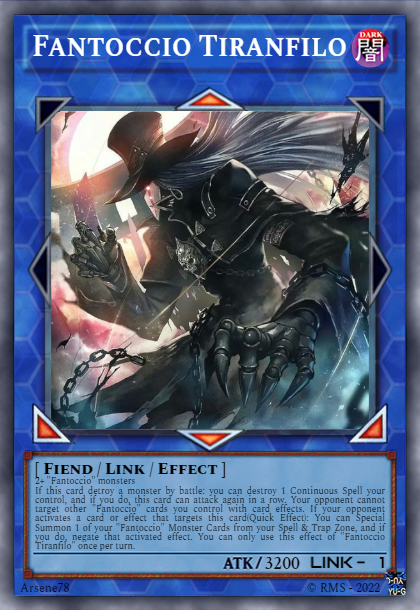 FANTOCCIO TIRANFILO
DARK
闇
[ FIEND / LINK / EFFECT ]
2+ "Fantoccio" monsters
If this card detroy a monster by battle: you can destroy 1 Continuous Spell your
control, and if you do, this card can attack again in a row. Your opponent cannot
target other "Fantoccio" cards you control with card effects. If your opponent
activates a card or effect that targets this card(Quick Effect): You can Special
Summon 1 of your "Fantoccio" Monster Cards from your Spell & Trap Zone, and if
you do, negate that activated effect. You can only use this effect of "Fantoccio
Tiranfilo" once per turn.
ATK/3200 LINK- 1
Arsene78
© RMS - 2022